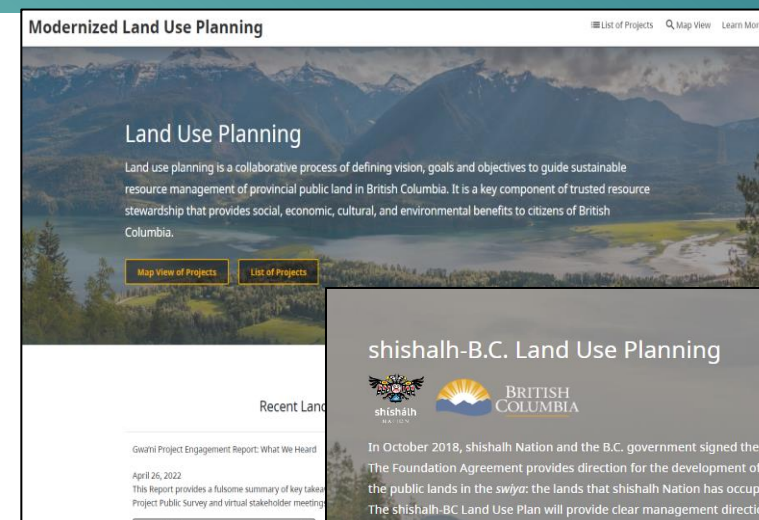 Modernized Land Use Planning
List of Projects
Map View
Learn Mor
Land Use Planning
Land use planning is a collaborative process of defining vision, goals and objectives to guide sustainable
resource management of provincial public land in British Columbia. It is a key component of trusted resource
stewardship that provides social, economic, cultural, and environmental benefits to citizens of British
Columbia.
Map View of Projects
List of Projects
Recent Lan
Gwa'ni Project Engagement Report: What We Heard
April 26, 2022
This Report provides a fulsome summary of key takea
Project Public Survey and virtual stakeholder meetings
shishalh-B.C. Land Use Planning
shíshálh
NATION
BRITISH
COLUMBIA
In October 2018, shishalh Nation and the B.C. government signed the
The Foundation Agreement provides direction for the development of
the public lands in the swiya: the lands that shishalh Nation has occup
The shishalh-BC Land Use Plan will provide clear management directio